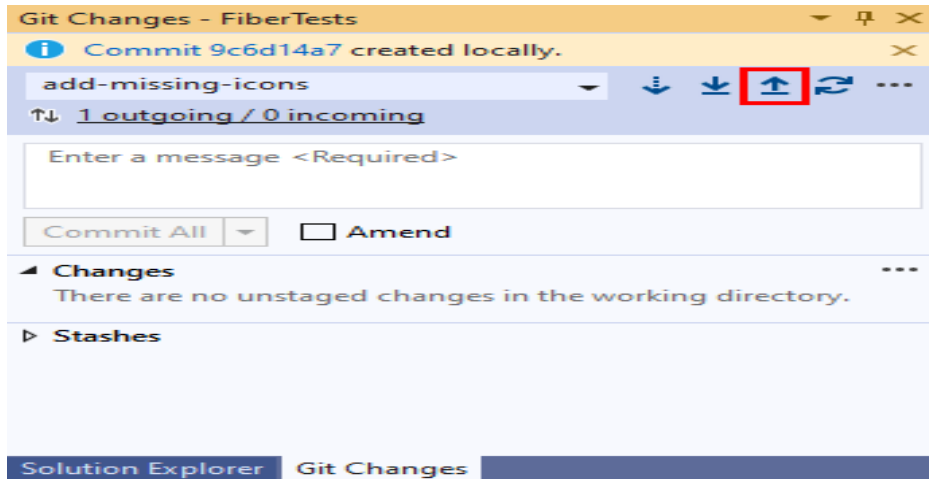 Git Changes - FiberTests
Commit 9c6d14a7 created locally.
add-missing-icons
1 outgoing / 0 incoming
Enter a message <Required>
Commit All
Amend
Changes
There are no unstaged changes in the working directory.
Stashes
Solution Explorer
Git Changes